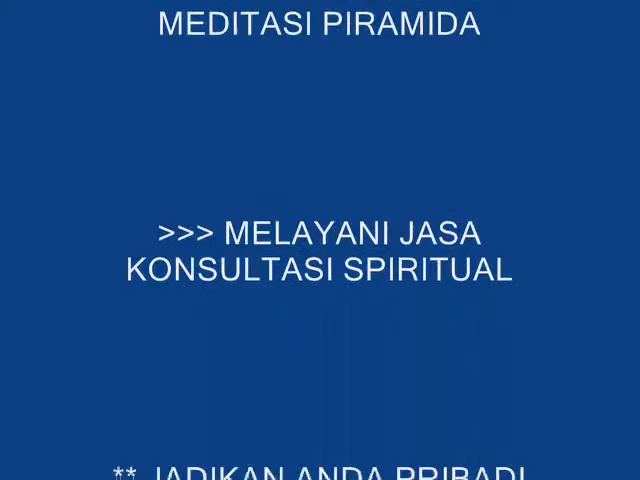 MEDITASI PIRAMIDA
>>> MELAYANI JASA
KONSULTASI SPIRITUAL
** JADIKAN ANDA PRIBADI